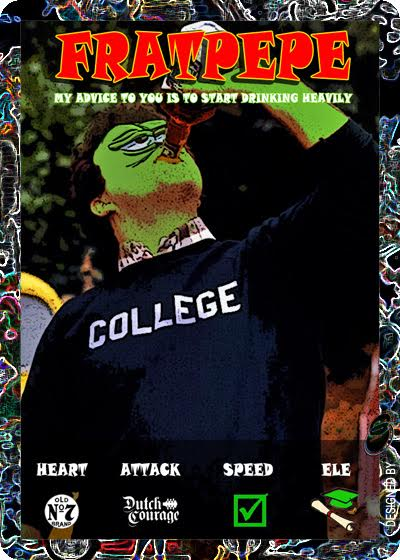 FRATPEPE
MY ADVICE TO YOU IS TO START DRINKING HEAVILY
COLLEGE
HEART ATTACK SPEED ELE
OLD
Nº7
BRAND
Dutch
Courage
DESIGNED BY